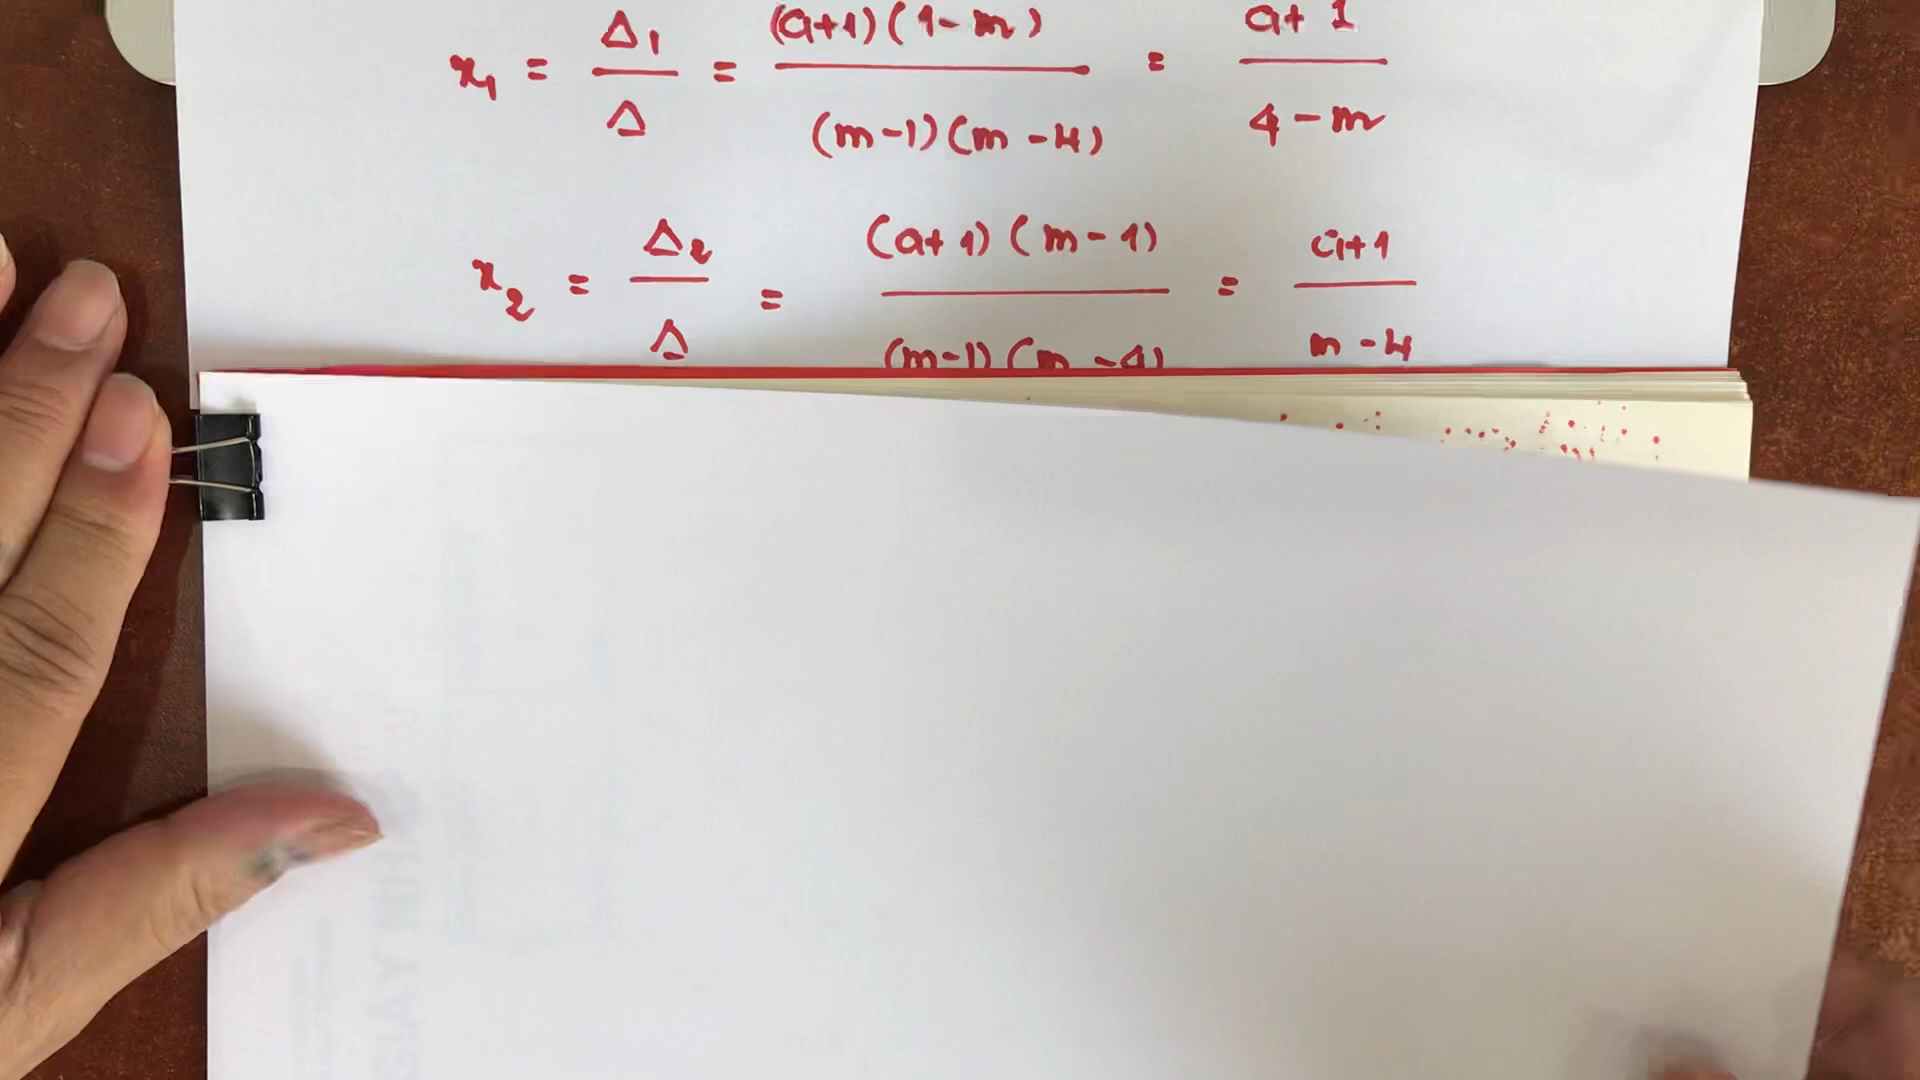 x₁ = Δ₁/Δ = (a+1)(1-m)/(m-1)(m-4) = a+1/4-m
x₂ = Δ₂/Δ = (a+1)(m-1)/(m-1)(m-4) = a+1/m-4